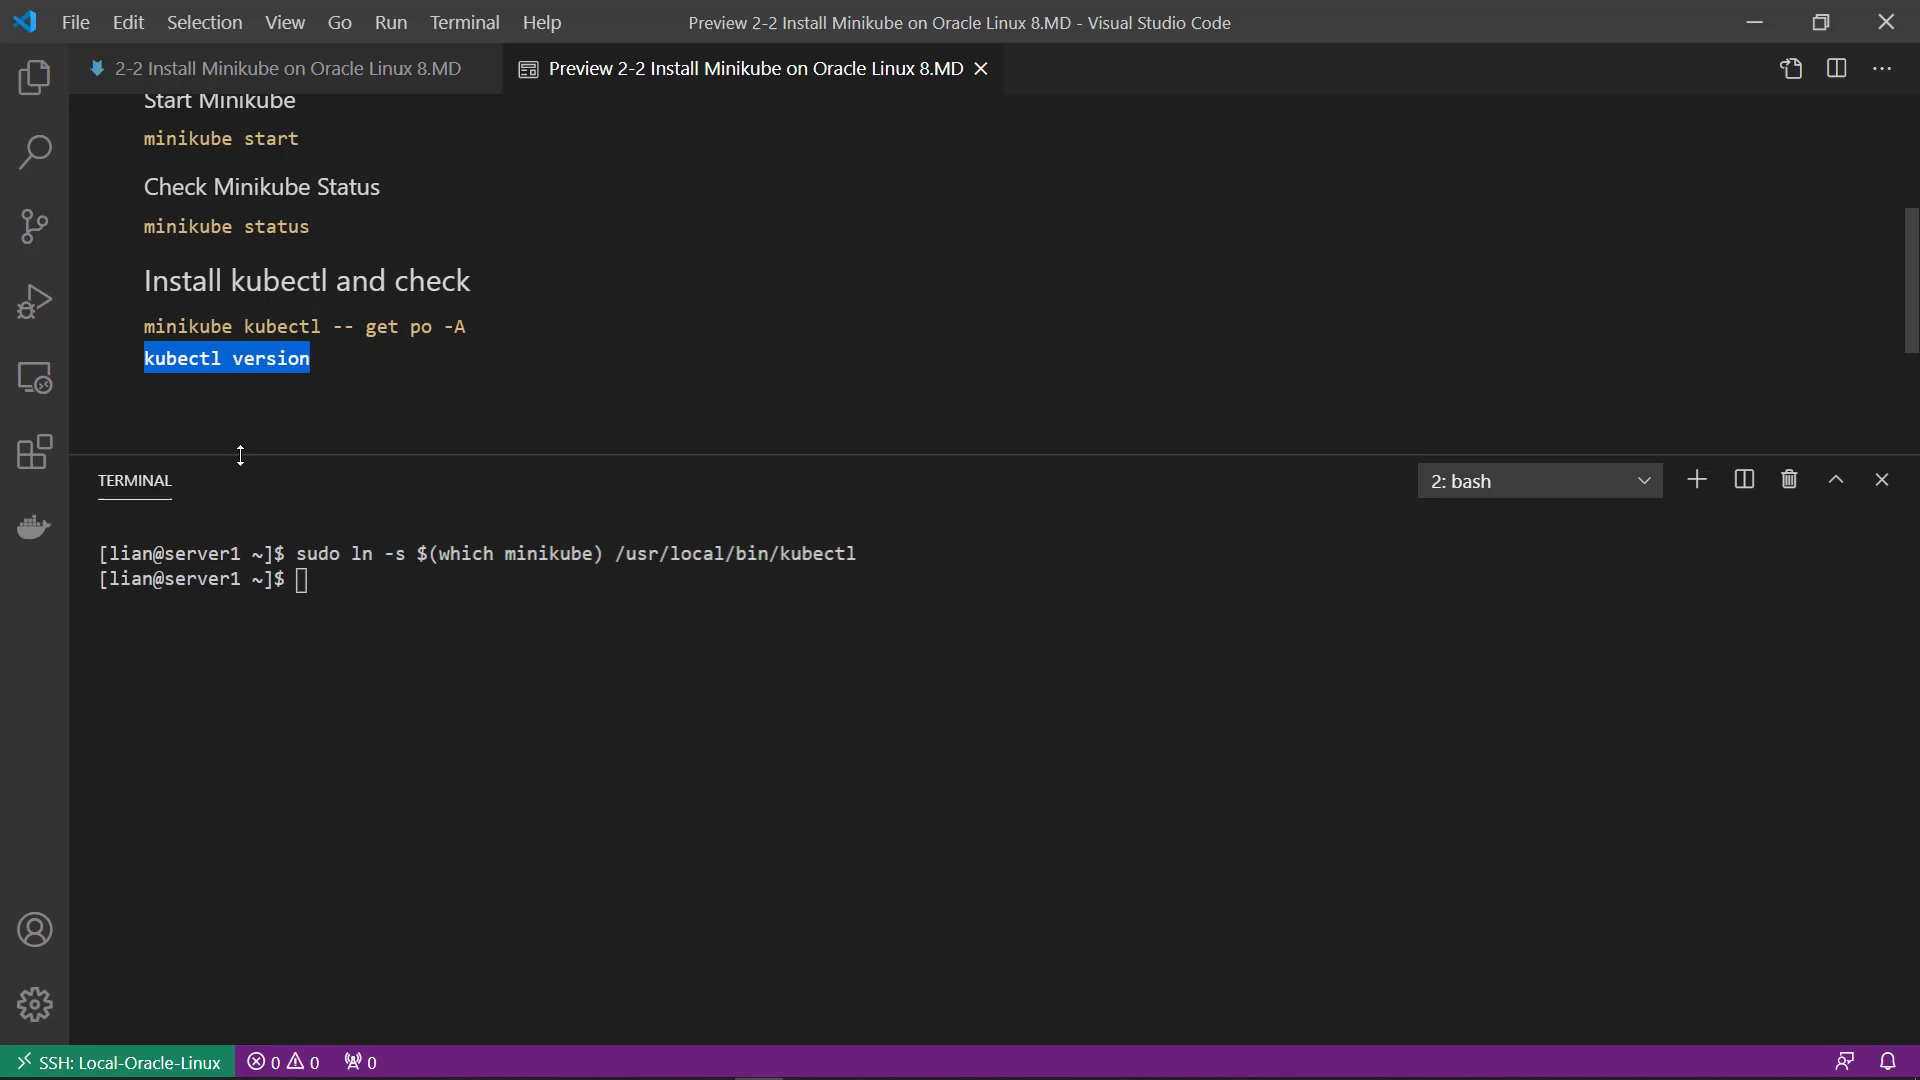 File Edit Selection View Go Run Terminal Help Preview 2-2 Install Minikube on Oracle Linux 8.MD - Visual Studio Code
2-2 Install Minikube on Oracle Linux 8.MD Preview 2-2 Install Minikube on Oracle Linux 8.MD
Start Minikube
minikube start
Check Minikube Status
minikube status
Install kubectl and check
minikube kubectl -- get po -A
kubectl version
TERMINAL 2: bash
[lian@server1 ~]$ sudo ln -s $(which minikube) /usr/local/bin/kubectl
[lian@server1 ~]$
SSH: Local-Oracle-Linux 0 0 0